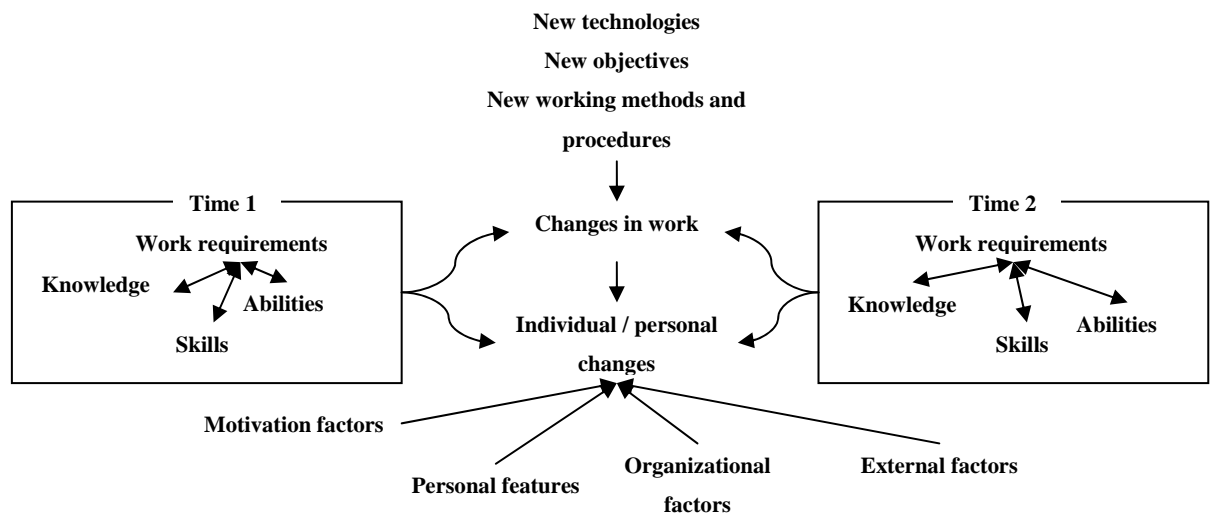 New technologies
New objectives
New working methods and
procedures
Time 1
Work requirements
Knowledge
Abilities
Skills
Changes in work
Individual / personal
changes
Time 2
Work requirements
Knowledge
Abilities
Skills
Motivation factors
Personal features
Organizational
factors
External factors